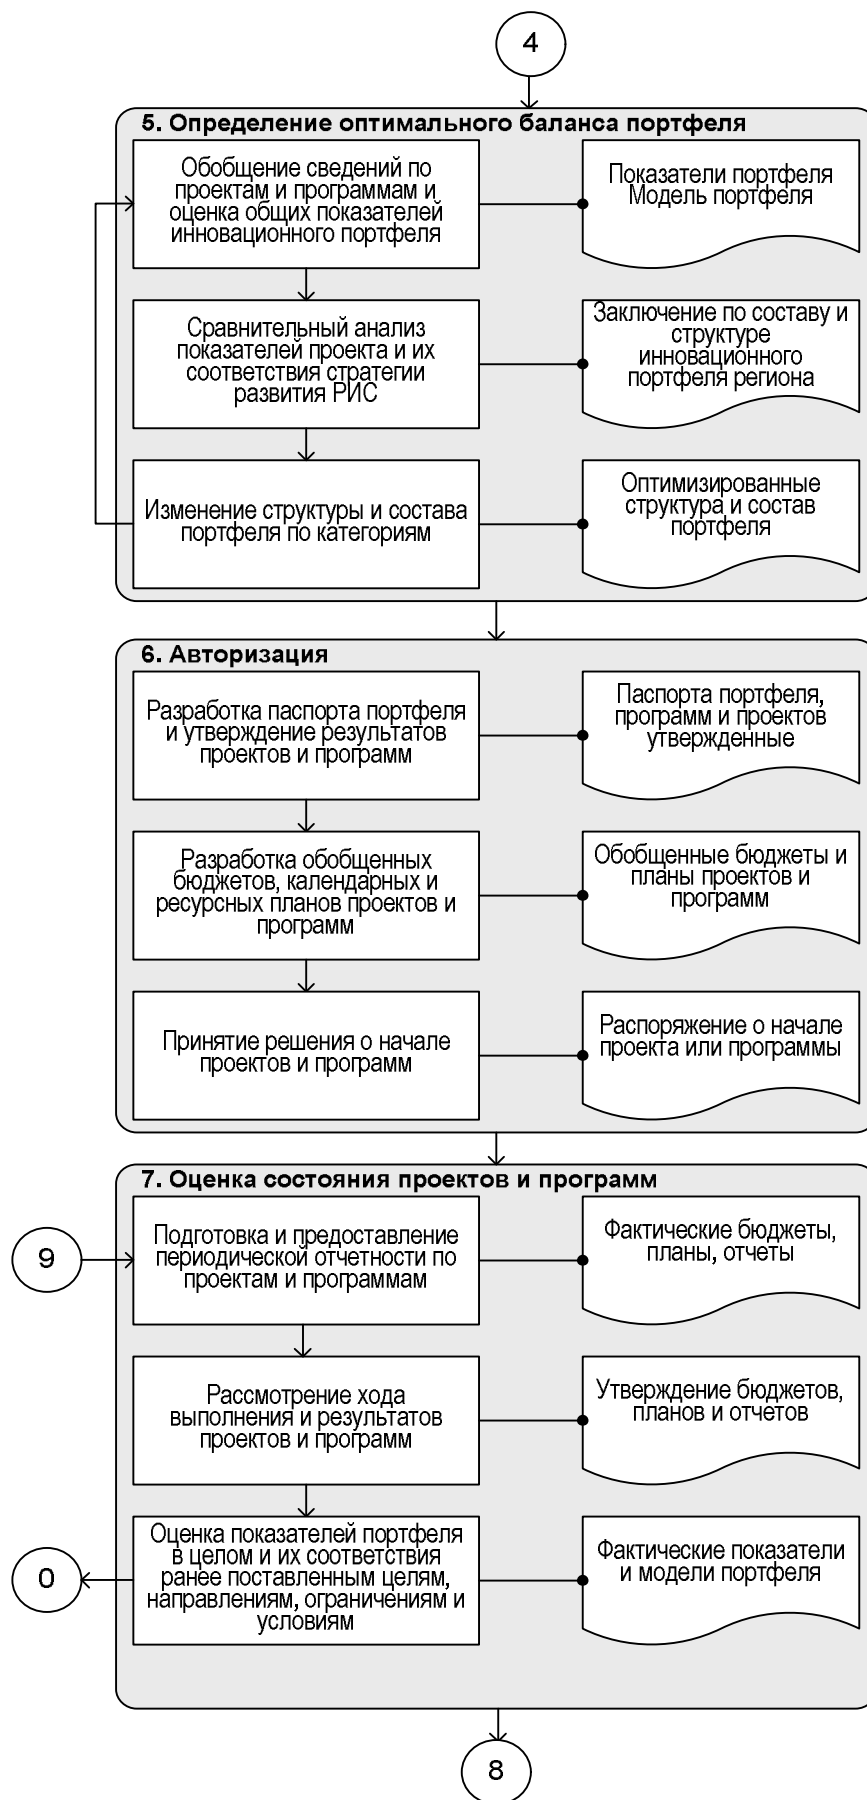 4
5. Определение оптимального баланса портфеля
Обобщение сведений по
проектам и программам и
оценка общих показателей
инновационного портфеля
Показатели портфеля
Модель портфеля
Сравнительный анализ
показателей проекта и их
соответствия стратегии
развития РИС
Заключение по составу и
структуре
инновационного
портфеля региона
Изменение структуры и состава
портфеля по категориям
Оптимизированные
структура и состав
портфеля
6. Авторизация
Разработка паспорта портфеля
и утверждение результатов
проектов и программ
Паспорта портфеля,
программ и проектов
утвержденные
Разработка обобщенных
бюджетов, календарных и
ресурсных планов проектов и
программ
Обобщенные бюджеты и
планы проектов и
программ
Принятие решения о начале
проектов и программ
Распоряжение о начале
проекта или программы
7. Оценка состояния проектов и программ
9
Подготовка и предоставление
периодической отчетности по
проектам и программам
Фактические бюджеты,
планы, отчеты
Рассмотрение хода
выполнения и результатов
проектов и программ
Утверждение бюджетов,
планов и отчетов
0
Оценка показателей портфеля
в целом и их соответствия
ранее поставленным целям,
направлениям, ограничениям и
условиям
Фактические показатели
и модели портфеля
8